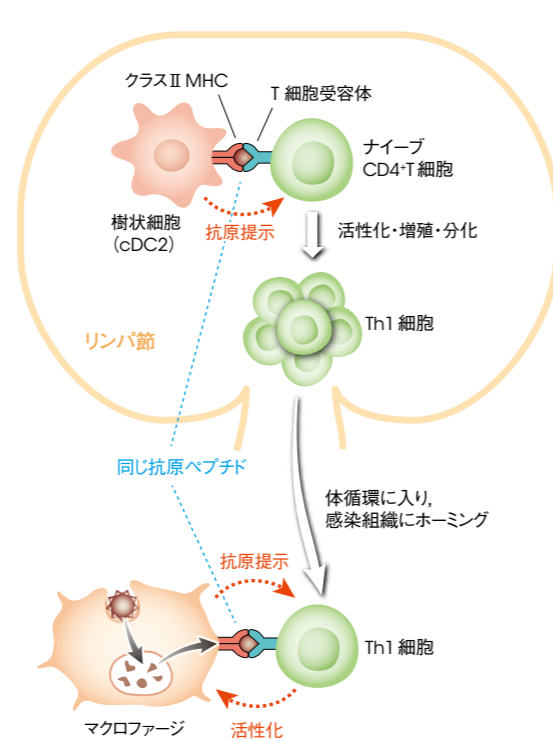 クラスⅡ MHC
T 細胞受容体
ナイーブ
CD4⁺T 細胞
樹状細胞
（cDC2）
抗原提示
活性化・増殖・分化
Th1 細胞
リンパ節
同じ抗原ペプチド
体循環に入り,
感染組織にホーミング
抗原提示
Th1 細胞
マクロファージ
活性化